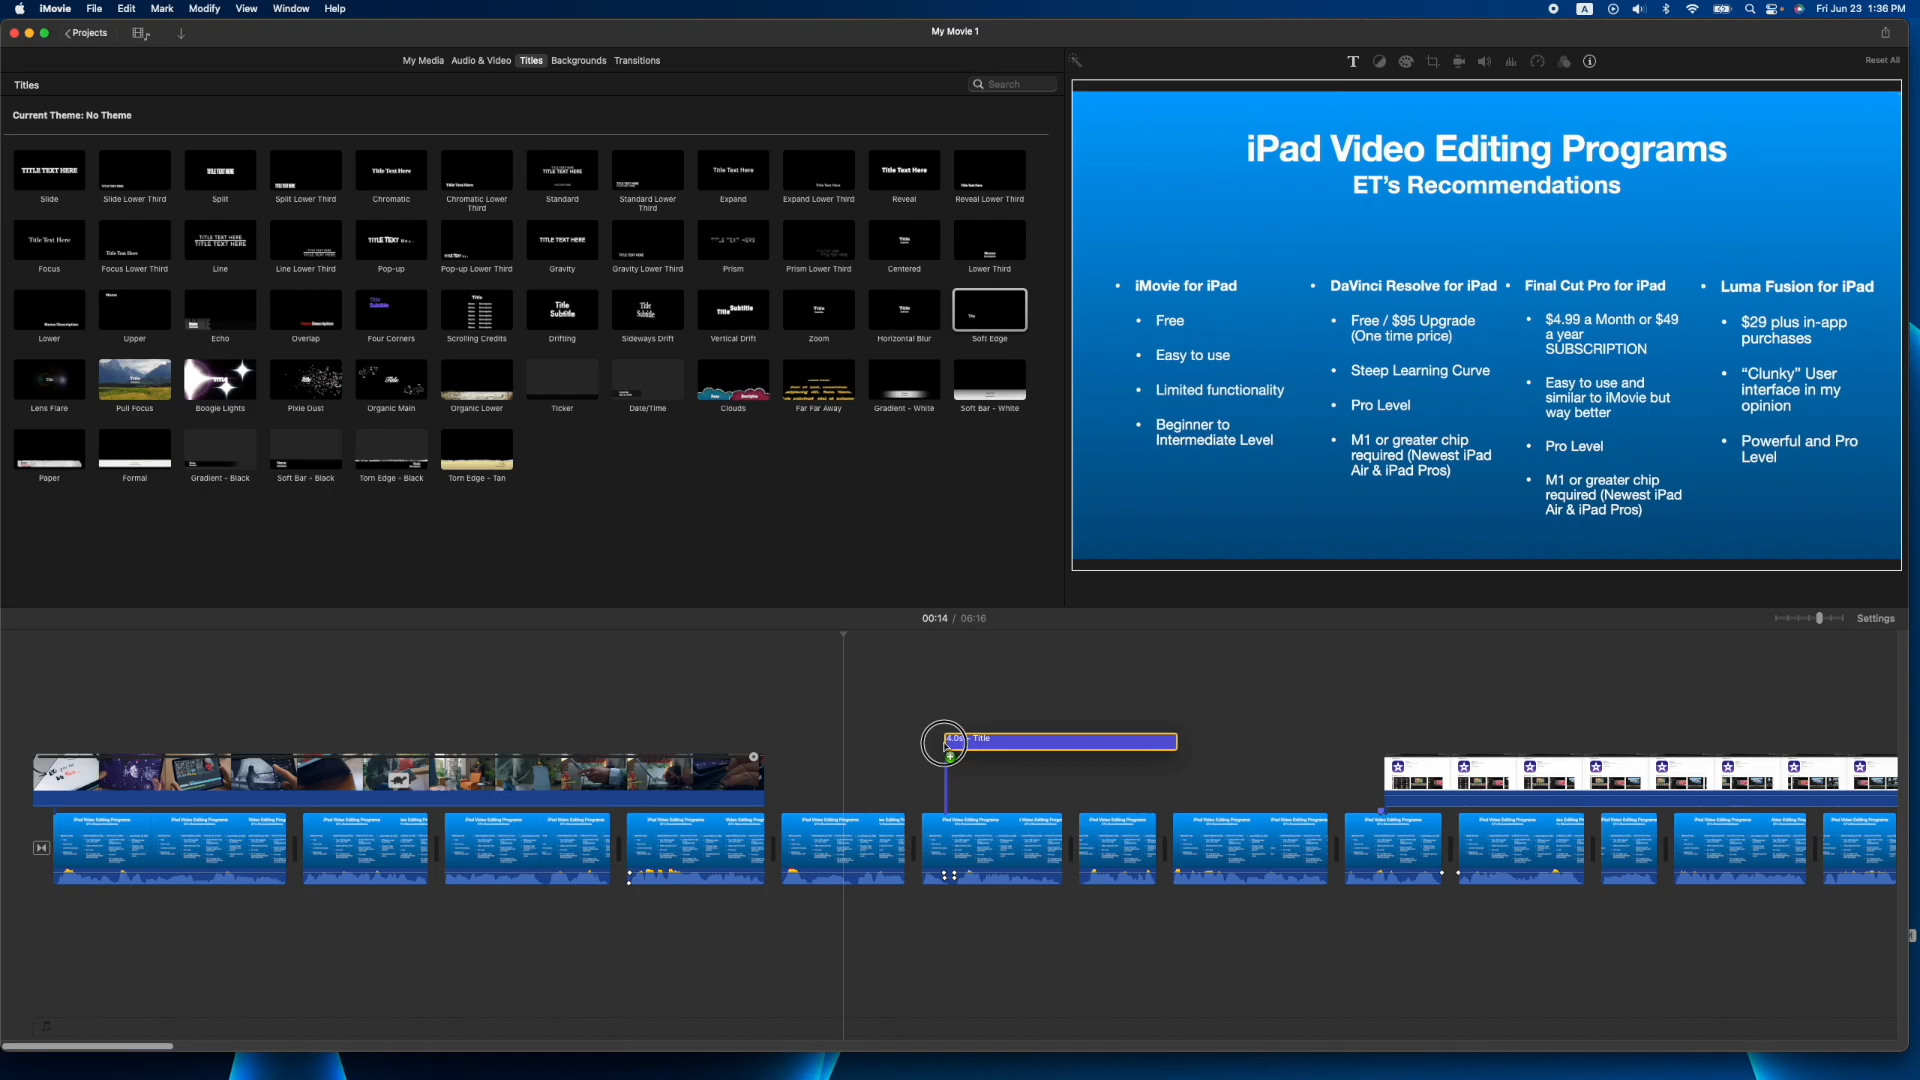 iMovie File Edit Mark Modify View Window Help
A
Fri Jun 23 1:36 PM
Projects
My Movie 1
My Media Audio & Video Titles Backgrounds Transitions
T
Reset All
Titles
Search
Current Theme: No Theme
TITLE TEXT HERE
Title Text Here
Slide
Slide Lower Third
Split
Split Lower Third
Chromatic
Chromatic Lower
Third
Standard
Standard Lower
Third
Expand
Expand Lower Third
Reveal
Reveal Lower Third
Focus
Focus Lower Third
Line
Line Lower Third
Pop-up
Pop-up Lower Third
Gravity
Gravity Lower Third
Prism
Prism Lower Third
Centered
Lower Third
Lower
Upper
Echo
Overlap
Four Corners
Scrolling Credits
Drifting
Sideways Drift
Vertical Drift
Zoom
Horizontal Blur
Soft Edge
Lens Flare
Pull Focus
Boogie Lights
Pixie Dust
Organic Main
Organic Lower
Ticker
Date/Time
Clouds
Far Far Away
Gradient - White
Soft Bar - White
Paper
Formal
Gradient - Black
Soft Bar - Black
Torn Edge - Black
Torn Edge - Tan
iPad Video Editing Programs
ET's Recommendations
• iMovie for iPad
• Free
• Easy to use
• Limited functionality
• Beginner to
Intermediate Level
• DaVinci Resolve for iPad
• Free / $95 Upgrade
(One time price)
• Steep Learning Curve
• Pro Level
• M1 or greater chip
required (Newest iPad
Air & iPad Pros)
• Final Cut Pro for iPad
• $4.99 a Month or $49
a year
SUBSCRIPTION
• Easy to use and
similar to iMovie but
way better
• Pro Level
• M1 or greater chip
required (Newest iPad
Air & iPad Pros)
• Luma Fusion for iPad
• $29 plus in-app
purchases
• “Clunky” User
interface in my
opinion
• Powerful and Pro
Level
00:14 / 06:16
Settings
4.0s - Title